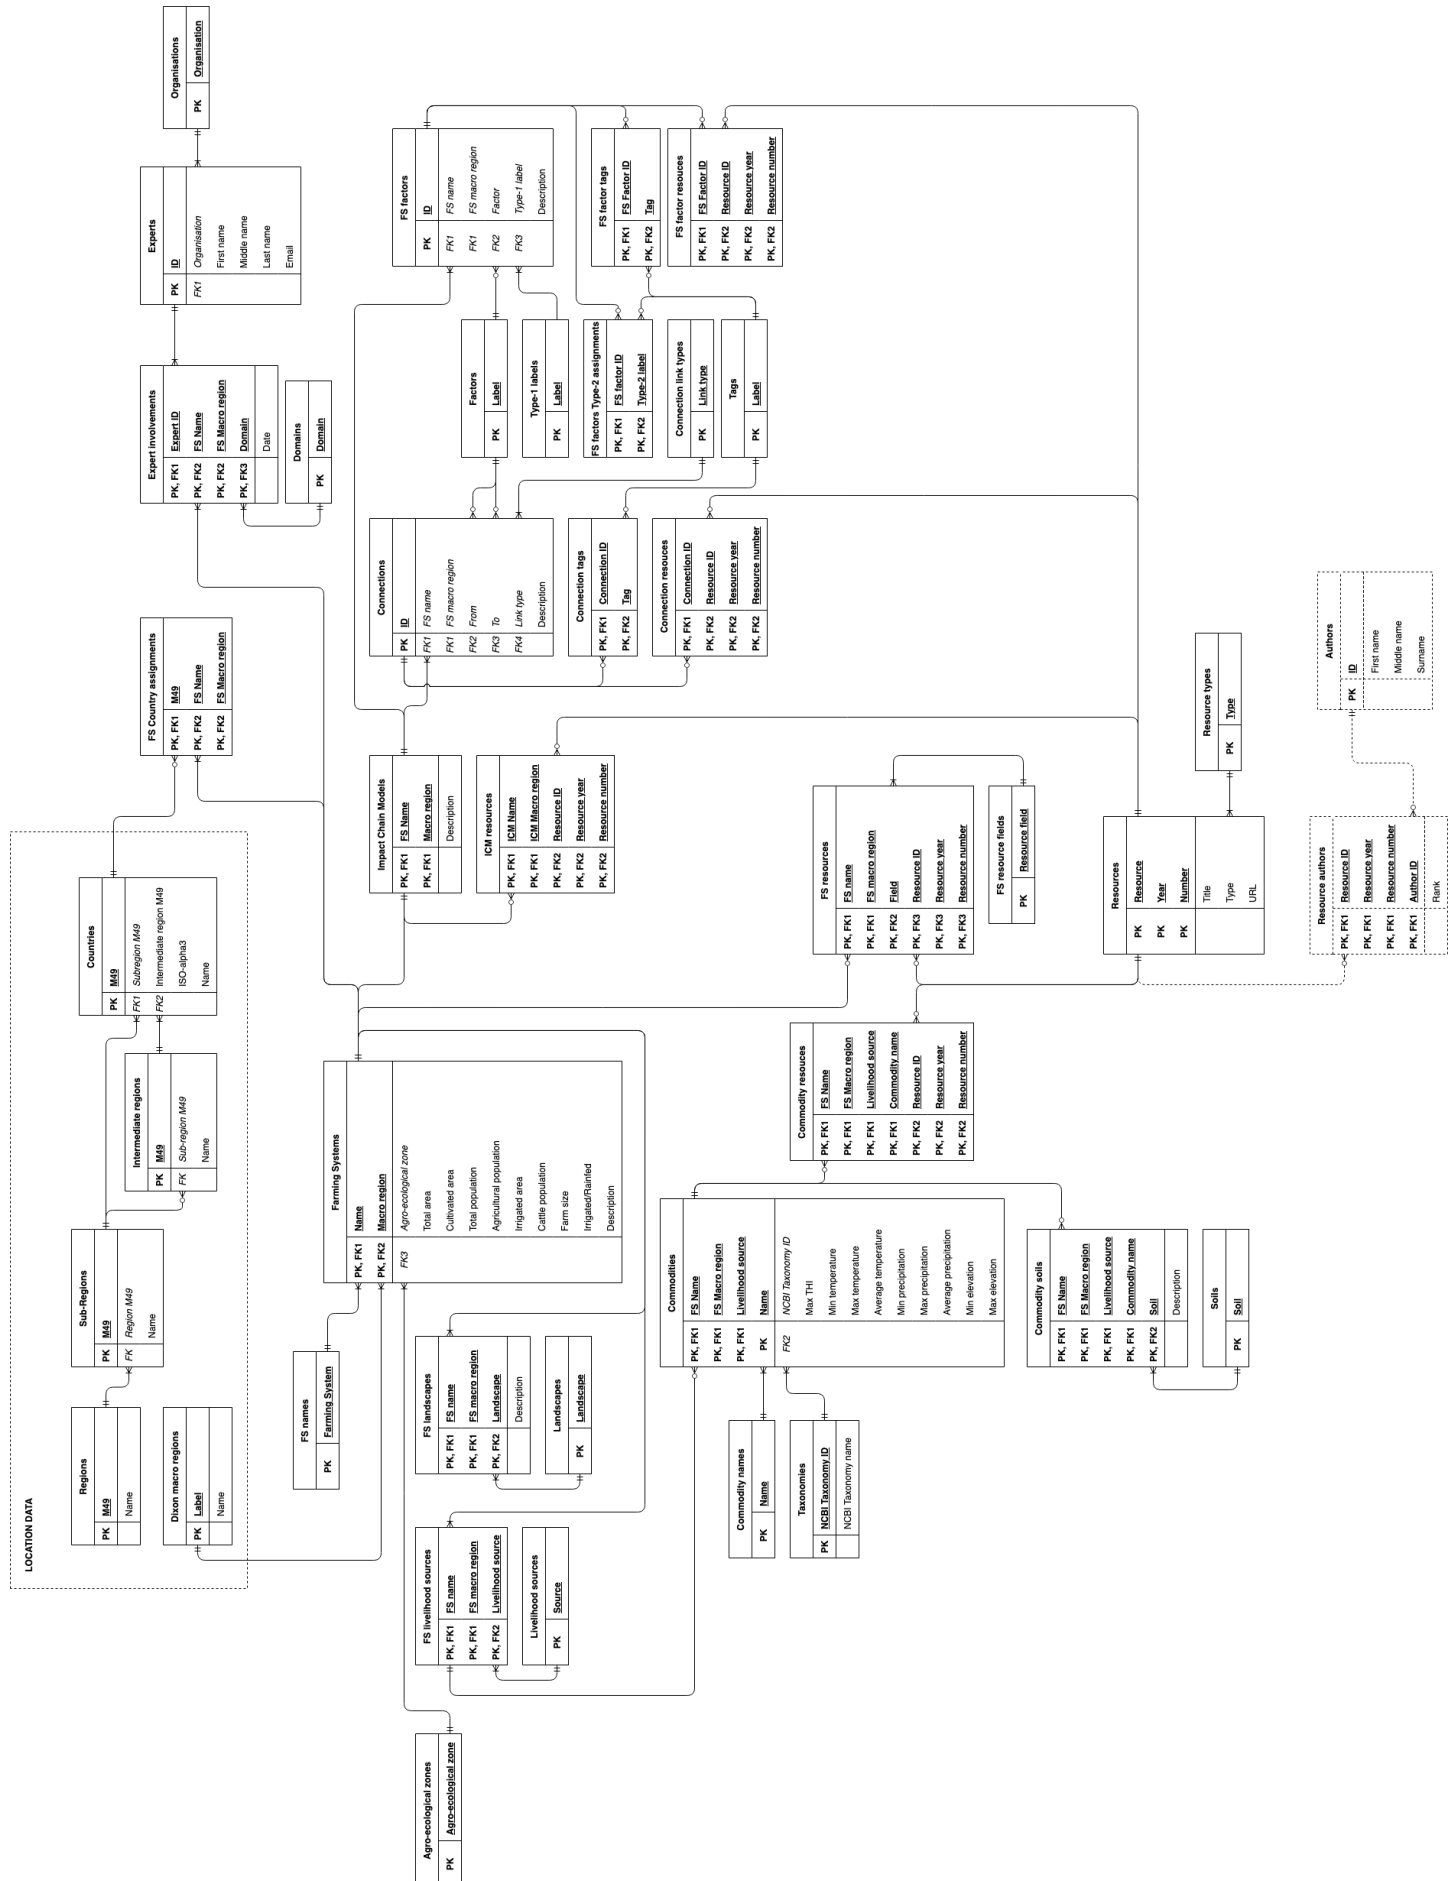 LOCATION DATA
Regions
PK M49
Name
Dixon macro regions
PK Label
Name
Sub-Regions
PK M49
FK Region M49
Name
Intermediate regions
PK M49
FK Sub-region M49
Name
Countries
PK M49
FK1 Subregion M49
FK2 Intermediate region M49
ISO-alpha3
Name
FS Country assignments
PK, FK1 M49
PK, FK2 FS Name
PK, FK2 FS Macro region
Expert involvements
PK, FK1 Expert ID
PK, FK2 FS Name
PK, FK2 FS Macro region
PK, FK3 Domain
Date
Domains
PK Domain
Experts
PK ID
FK1 Organisation
First name
Middle name
Last name
Email
Organisations
PK Organisation
Agro-ecological zones
PK Agro-ecological zone
FS names
PK Farming System
Farming Systems
PK, FK1 Name
PK, FK2 Macro region
FK3 Agro-ecological zone
Total area
Cultivated area
Total population
Agricultural population
Irrigated area
Cattle population
Farm size
Irrigated/Rainfed
Description
FS livelihood sources
PK, FK1 FS name
PK, FK1 FS macro region
PK, FK2 Livelihood source
Livelihood sources
PK Source
FS landscapes
PK, FK1 FS name
PK, FK1 FS macro region
PK, FK2 Landscape
Description
Landscapes
PK Landscape
Impact Chain Models
PK, FK1 FS Name
PK, FK1 Macro region
Description
ICM resources
PK, FK1 ICM Name
PK, FK1 ICM Macro region
PK, FK2 Resource ID
PK, FK2 Resource year
PK, FK2 Resource number
Connections
PK ID
FK1 FS name
FK1 FS macro region
FK2 From
FK3 To
FK4 Link type
Description
Connection tags
PK, FK1 Connection ID
PK, FK2 Tag
Connection resouces
PK, FK1 Connection ID
PK, FK2 Resource ID
PK, FK2 Resource year
PK, FK2 Resource number
Factors
PK Label
Type-1 labels
PK Label
FS factors Type-2 assignments
PK, FK1 FS factor ID
PK, FK2 Type-2 label
Connection link types
PK Link type
Tags
PK Label
FS factors
PK ID
FK1 FS name
FK1 FS macro region
FK2 Factor
FK3 Type-1 label
Description
FS factor tags
PK, FK1 FS Factor ID
PK, FK2 Tag
FS factor resouces
PK, FK1 FS Factor ID
PK, FK2 Resource ID
PK, FK2 Resource year
PK, FK2 Resource number
Commodities
PK, FK1 FS Name
PK, FK1 FS Macro region
PK, FK1 Livelihood source
PK Name
FK2 NCBI Taxonomy ID
Max THI
Min temperature
Max temperature
Average temperature
Min precipitation
Max precipitation
Average precipitation
Min elevation
Max elevation
Commodity names
PK Name
Taxonomies
PK NCBI Taxonomy ID
NCBI Taxonomy name
Commodity resouces
PK, FK1 FS Name
PK, FK1 FS Macro region
PK, FK1 Livelihood source
PK, FK1 Commodity name
PK, FK2 Resource ID
PK, FK2 Resource year
PK, FK2 Resource number
FS resources
PK, FK1 FS name
PK, FK1 FS macro region
PK, FK2 Field
PK, FK3 Resource ID
PK, FK3 Resource year
PK, FK3 Resource number
FS resource fields
PK Resource field
Commodity soils
PK, FK1 FS Name
PK, FK1 FS Macro region
PK, FK1 Livelihood source
PK, FK1 Commodity name
PK, FK2 Soil
Description
Soils
PK Soil
Resources
PK Resource
PK Year
PK Number
Title
Type
URL
Resource types
PK Type
Resource authors
PK, FK1 Resource ID
PK, FK1 Resource year
PK, FK1 Resource number
PK, FK1 Author ID
Rank
Authors
PK ID
First name
Middle name
Surname